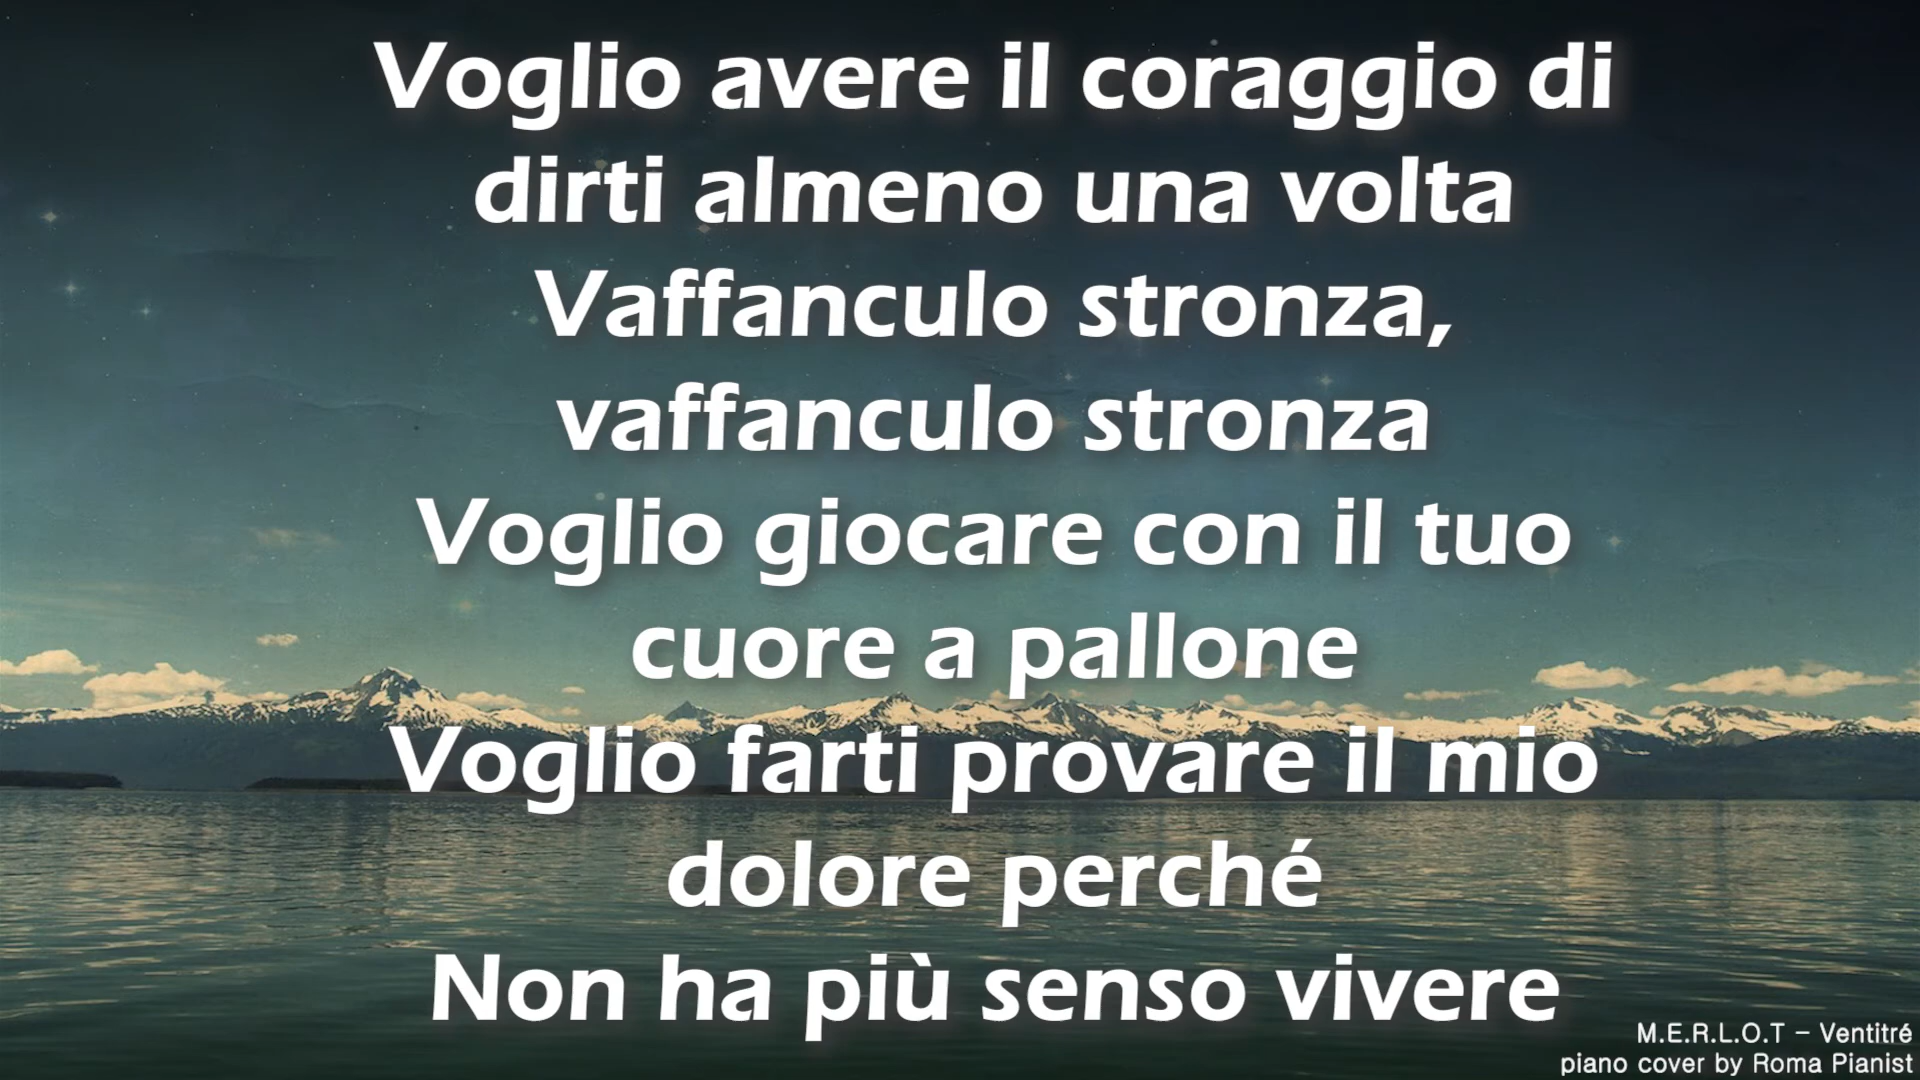 Voglio avere il coraggio di
dirti almeno una volta
Vaffanculo stronza,
vaffanculo stronza
Voglio giocare con il tuo
cuore a pallone
Voglio farti provare il mio
dolore perché
Non ha più senso vivere
M.E.R.L.O.T - Ventitré
piano cover by Roma Pianist